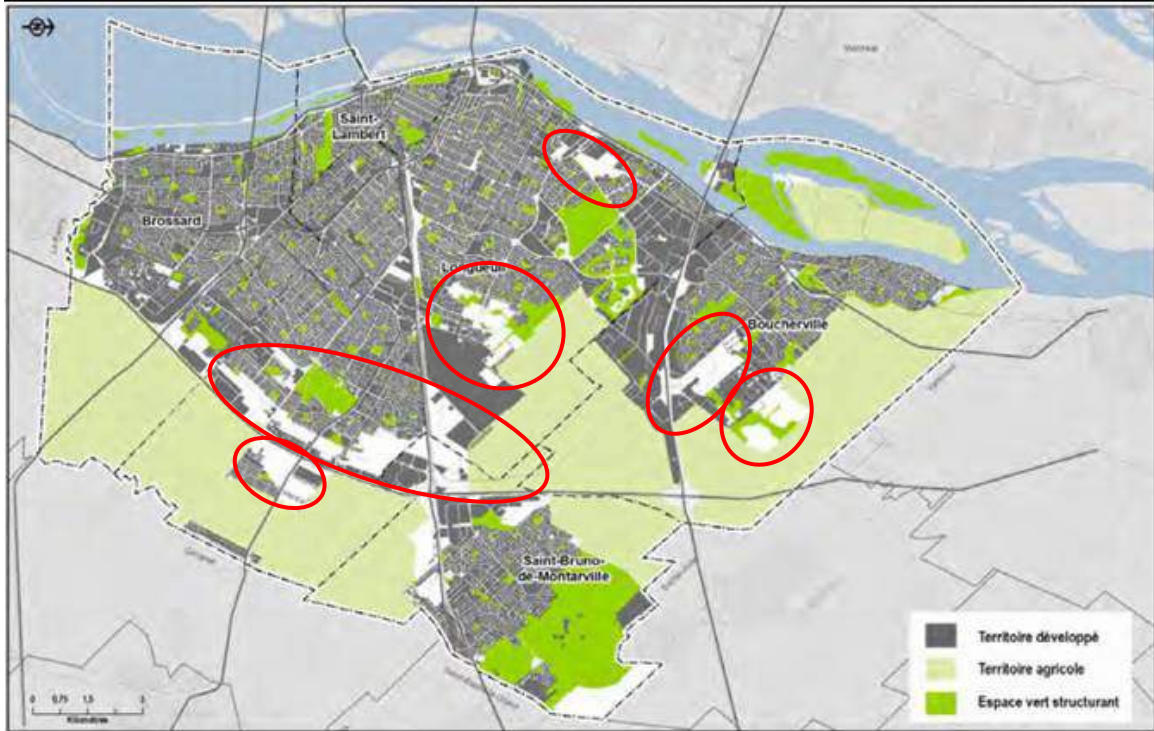 Montréal
Saint-
Lambert
Brossard
Longueuil
Boucherville
Saint-Bruno-
de-Montarville
Territoire développé
Territoire agricole
Espace vert structurant
0 0,75 1,5 3
Kilomètres